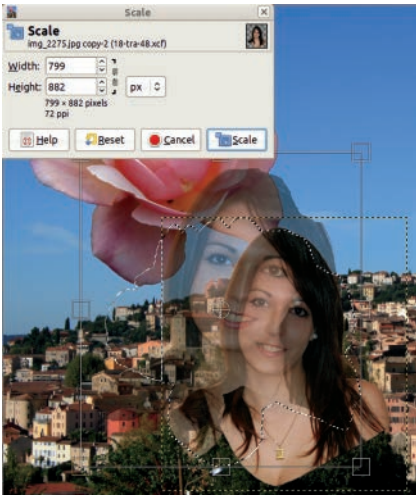 Scale
Scale
img_2275.jpg copy-2 (18-tra-48.xcf)
Width: 799
Height: 882 px
799 × 882 pixels
72 ppi
Help Reset Cancel Scale